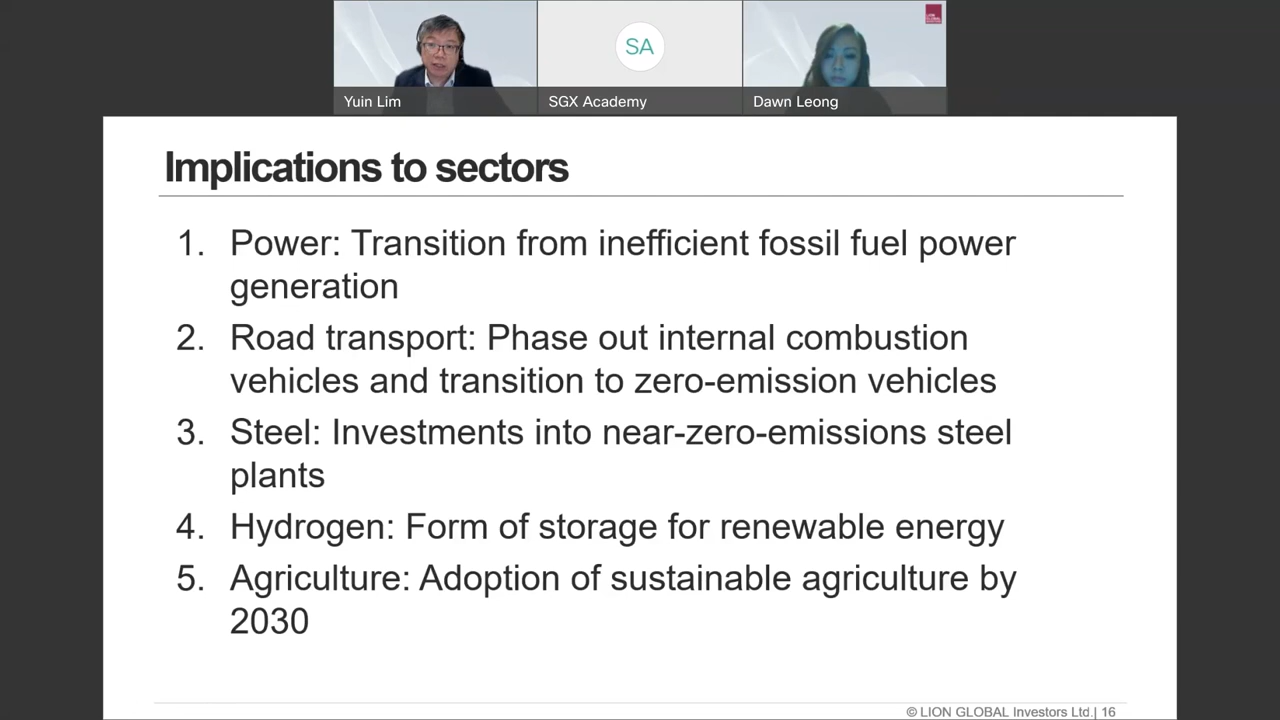 SA
Yuin Lim
SGX Academy
Dawn Leong
LION
GLOBAL
INVESTORS
Implications to sectors
1. Power: Transition from inefficient fossil fuel power
generation
2. Road transport: Phase out internal combustion
vehicles and transition to zero-emission vehicles
3. Steel: Investments into near-zero-emissions steel
plants
4. Hydrogen: Form of storage for renewable energy
5. Agriculture: Adoption of sustainable agriculture by
2030
© LION GLOBAL Investors Ltd.| 16